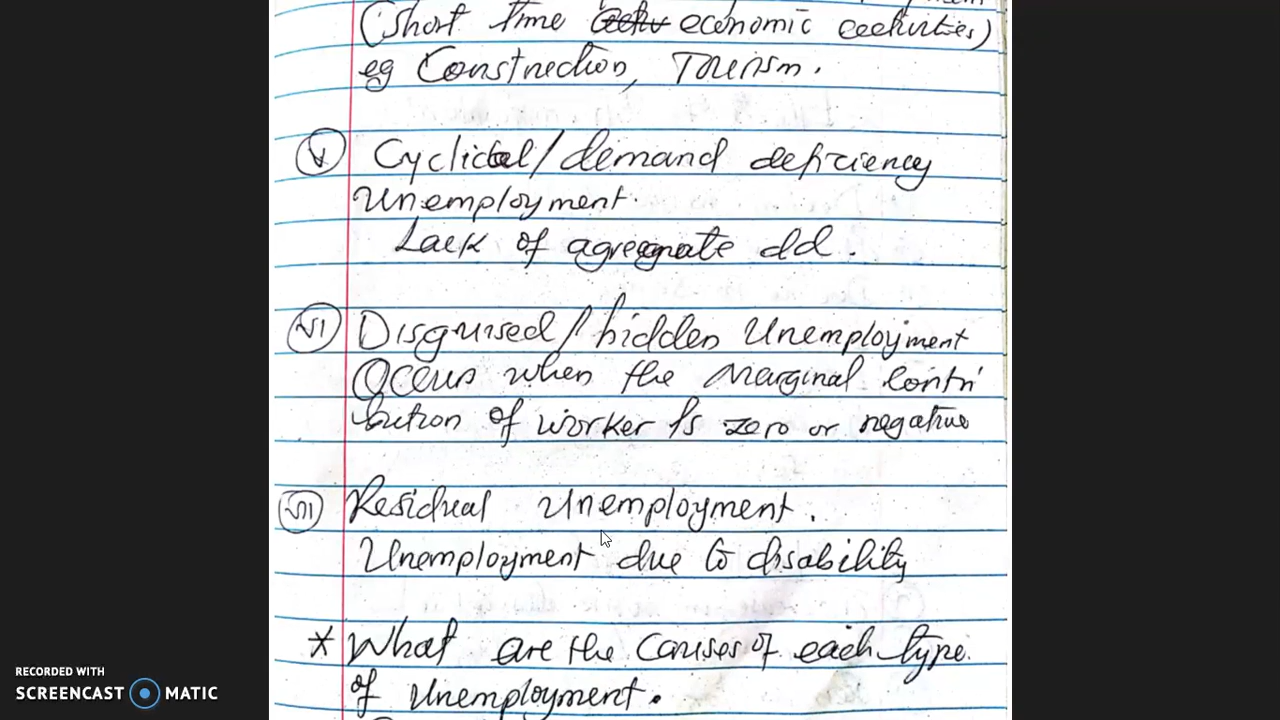 (Short time economic activities)
eg Construction, Tourism.
(v) Cyclical/demand deficiency
Unemployment.
Lack of agregate dd.
(vi) Disguised/hidden Unemployment
Occurs when the marginal contri
bution of worker is zero or negative
(vii) Residual Unemployment.
Unemployment due to disability
* What are the Causes of each type
of Unemployment.
RECORDED WITH
SCREENCAST MATIC